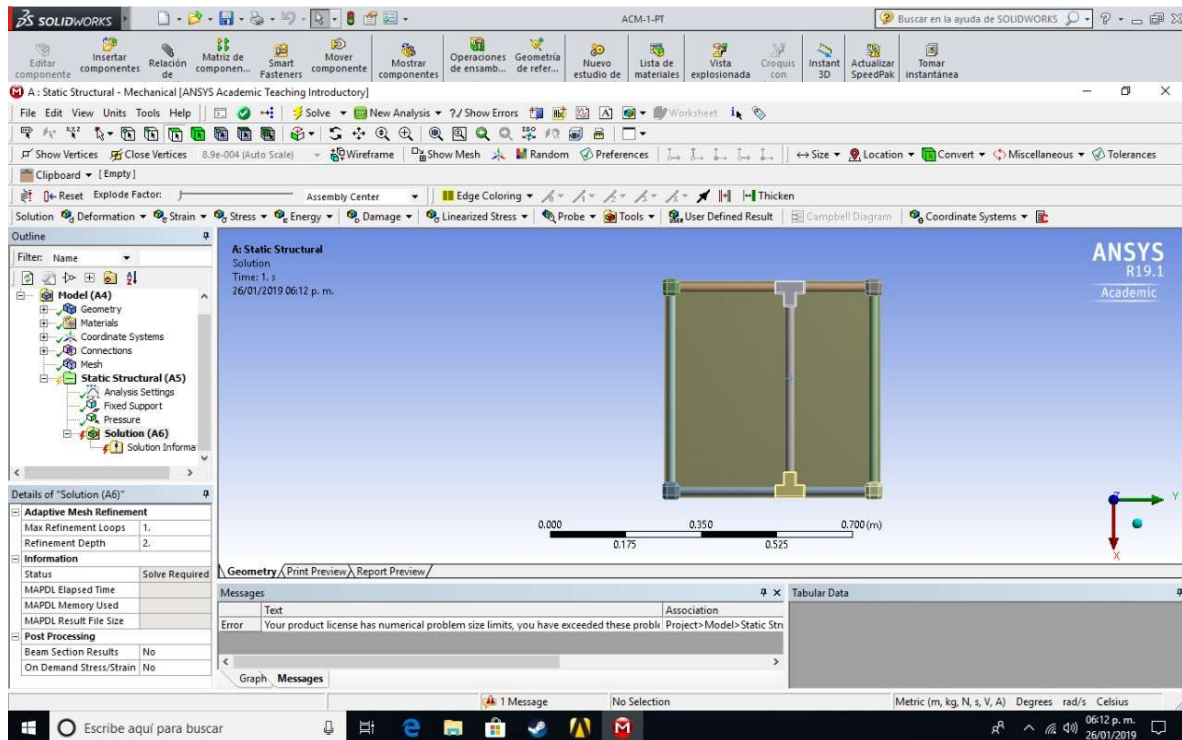 SOLIDWORKS ACM-1-PT Buscar en la ayuda de SOLIDWORKS
Editar componente
Insertar componentes
Relación de
Matriz de componen...
Smart Fasteners
Mover componente
Mostrar componentes
Operaciones de ensamb...
Geometría de refer...
Nuevo estudio de
Lista de materiales
Vista explosionada
Croquis con
Instant 3D
Actualizar SpeedPak
Tomar instantánea
A : Static Structural - Mechanical [ANSYS Academic Teaching Introductory]
File Edit View Units Tools Help Solve New Analysis ?/ Show Errors Worksheet
Show Vertices Close Vertices 8.9e-004 (Auto Scale) Wireframe Show Mesh Random Preferences Size Location Convert Miscellaneous Tolerances
Clipboard [Empty]
Reset Explode Factor: Assembly Center Edge Coloring Thicken
Solution Deformation Strain Stress Energy Damage Linearized Stress Probe Tools User Defined Result Campbell Diagram Coordinate Systems
Outline
Filter: Name
Model (A4)
Geometry
Materials
Coordinate Systems
Connections
Mesh
Static Structural (A5)
Analysis Settings
Fixed Support
Pressure
Solution (A6)
Solution Informa
Details of "Solution (A6)"
Adaptive Mesh Refinement
Max Refinement Loops 1.
Refinement Depth 2.
Information
Status Solve Required
MAPDL Elapsed Time
MAPDL Memory Used
MAPDL Result File Size
Post Processing
Beam Section Results No
On Demand Stress/Strain No
A: Static Structural
Solution
Time: 1. s
26/01/2019 06:12 p. m.
ANSYS
R19.1
Academic
0.000 0.350 0.700 (m)
0.175 0.525
Y
X
Geometry Print Preview Report Preview
Messages
Text Association
Error Your product license has numerical problem size limits, you have exceeded these proble Project>Model>Static Stru
Graph Messages
Tabular Data
1 Message No Selection Metric (m, kg, N, s, V, A) Degrees rad/s Celsius
Escribe aquí para buscar
06:12 p. m.
26/01/2019